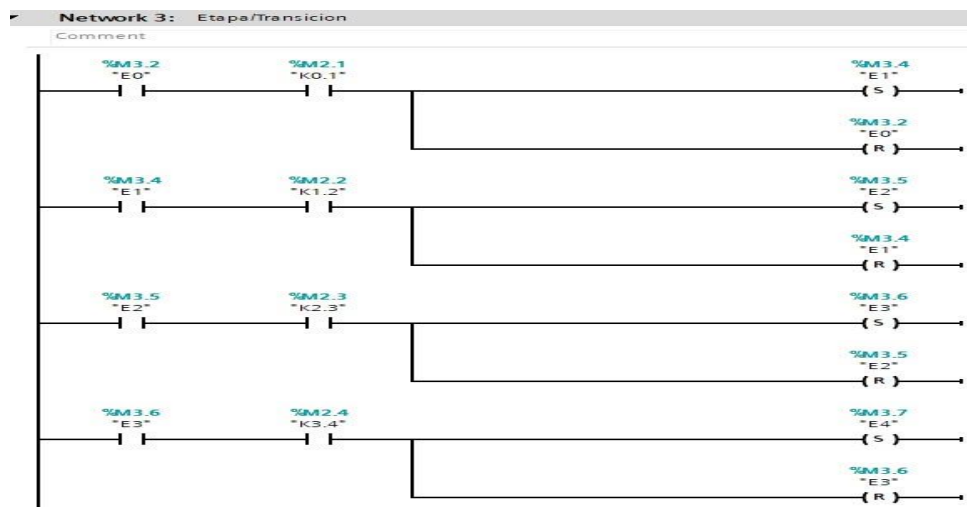 Network 3: Etapa/Transicion
Comment
%M3.2 %M2.1 %M3.4
"E0" "K0.1" "E1"
S
%M3.2
"E0"
R
%M3.4 %M2.2 %M3.5
"E1" "K1.2" "E2"
S
%M3.4
"E1"
R
%M3.5 %M2.3 %M3.6
"E2" "K2.3" "E3"
S
%M3.5
"E2"
R
%M3.6 %M2.4 %M3.7
"E3" "K3.4" "E4"
S
%M3.6
"E3"
R